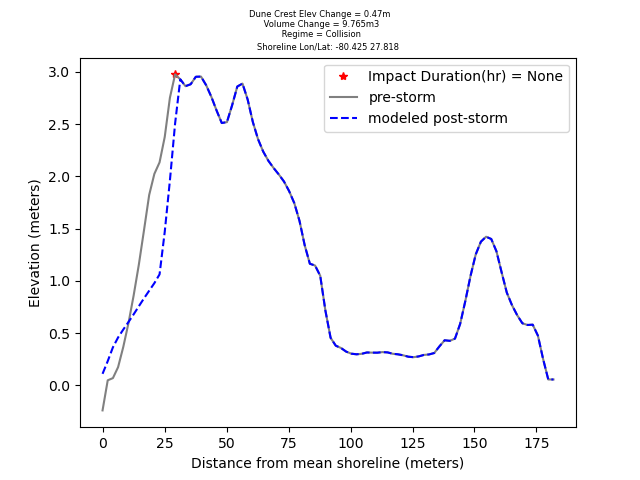 Dune Crest Elev Change = 0.47m
Volume Change = 9.765m3
Regime = Collision
Shoreline Lon/Lat: -80.425 27.818
Impact Duration(hr) = None
pre-storm
modeled post-storm
Elevation (meters)
3.0
2.5
2.0
1.5
1.0
0.5
0.0
0 25 50 75 100 125 150 175
Distance from mean shoreline (meters)